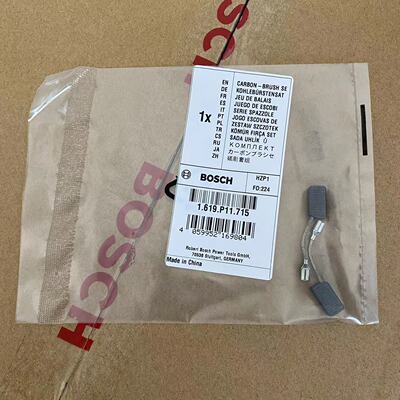 BOSCH
EN CARBON-BRUSH SE
DE KOHLEBÜRSTENSAT
FR JEU DE BALAIS
ES JUEGO DE ESCOBI
IT SERIE SPAZZOLE
PT JOGO ESCOVAS DE
PL ZESTAW SZCZOTEK
TR KÖMÜR FIRÇA SET
CS SADA UHLÍK Ů
RU КОМПЛЕКТ
JA カーボンブラシセ
ZH 碳刷套组
1x
BOSCH
HZP1
FO:224
1.619.P11.715
4 059952 169804
Robert Bosch Power Tools GmbH,
70538 Stuttgart, GERMANY
Made in China
BOSCH